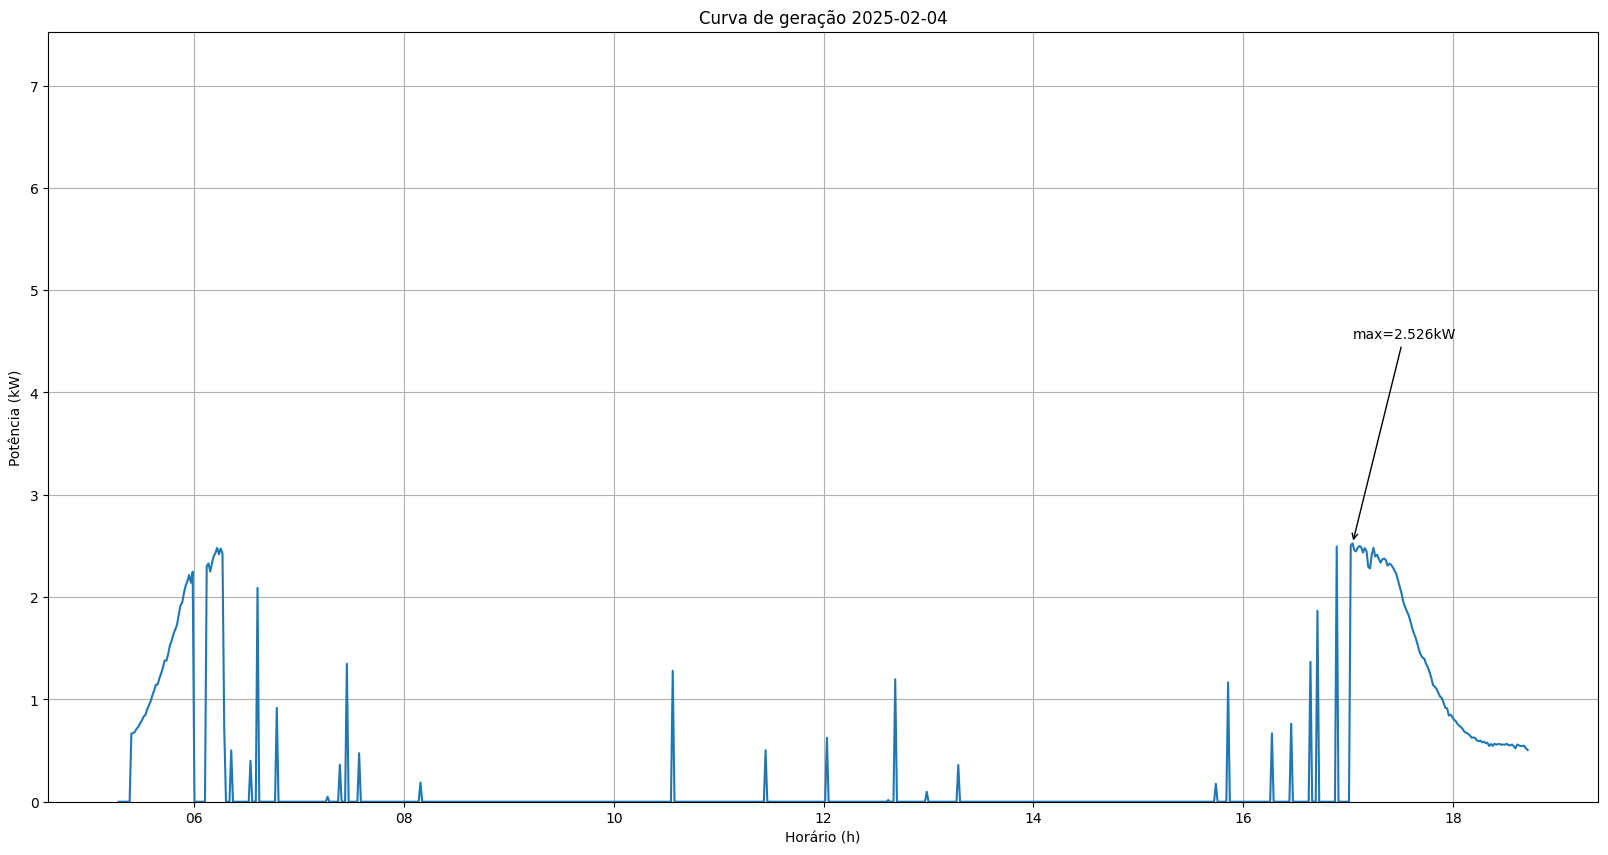 Curva de geração 2025-02-04
7
6
5
4
3
2
1
0
Potência (kW)
max=2.526kW
06 08 10 12 14 16 18
Horário (h)